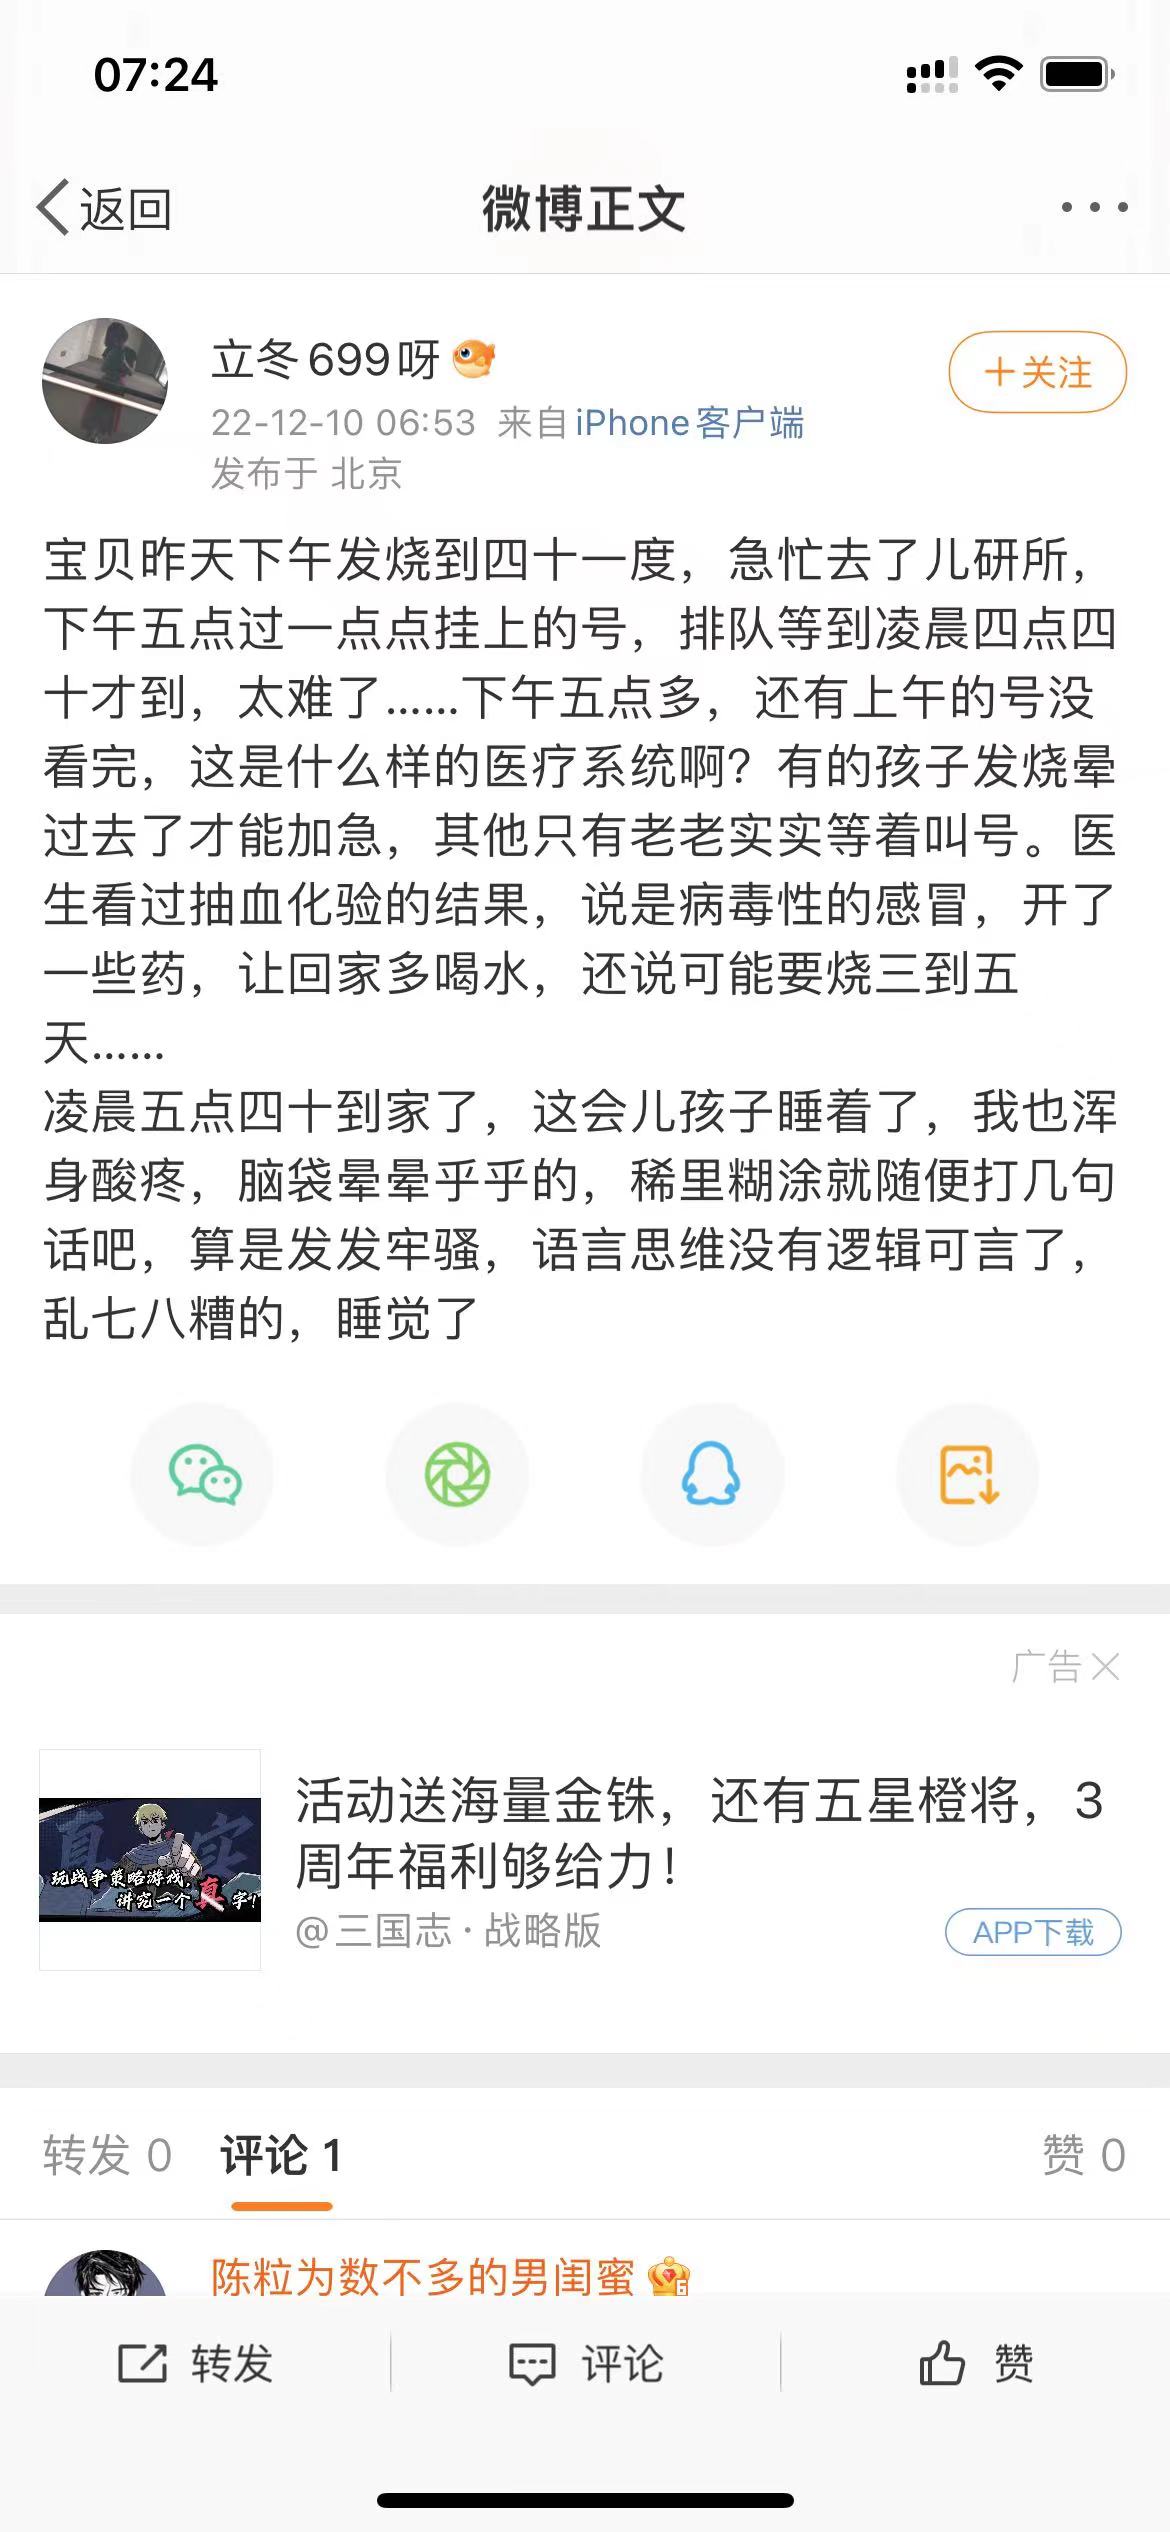 07:24
返回
微博正文
立冬699呀
+关注
22-12-10 06:53 来自iPhone客户端
发布于 北京
宝贝昨天下午发烧到四十一度，急忙去了儿研所，
下午五点过一点点挂上的号，排队等到凌晨四点四
十才到，太难了……下午五点多，还有上午的号没
看完，这是什么样的医疗系统啊？有的孩子发烧晕
过去了才能加急，其他只有老老实实等着叫号。医
生看过抽血化验的结果，说是病毒性的感冒，开了
一些药，让回家多喝水，还说可能要烧三到五
天……
凌晨五点四十到家了，这会儿孩子睡着了，我也浑
身酸疼，脑袋晕晕乎乎的，稀里糊涂就随便打几句
话吧，算是发发牢骚，语言思维没有逻辑可言了，
乱七八糟的，睡觉了
广告
真 字
玩战争策略游戏，
讲究一个真字！
活动送海量金铢，还有五星橙将，3
周年福利够给力！
@三国志·战略版
APP下载
转发 0
评论 1
赞 0
陈粒为数不多的男闺蜜
6
转发
评论
赞